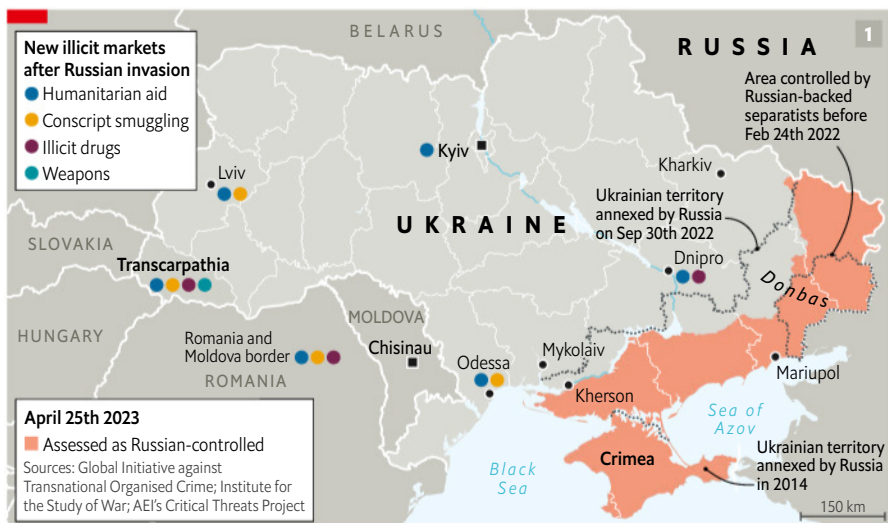 BELARUS
RUSSIA
1
New illicit markets
after Russian invasion
Humanitarian aid
Conscript smuggling
Illicit drugs
Weapons
Area controlled by
Russian-backed
separatists before
Feb 24th 2022
Kyiv
Lviv
Kharkiv
UKRAINE
Ukrainian territory
annexed by Russia
on Sep 30th 2022
SLOVAKIA
Transcarpathia
Dnipro
Donbas
HUNGARY
MOLDOVA
Romania and
Moldova border
ROMANIA
Chisinau
Odessa
Mykolaiv
Kherson
Mariupol
Sea of
Azov
April 25th 2023
Assessed as Russian-controlled
Sources: Global Initiative against
Transnational Organised Crime; Institute for
the Study of War; AEI's Critical Threats Project
Black
Sea
Crimea
Ukrainian territory
annexed by Russia
in 2014
150 km